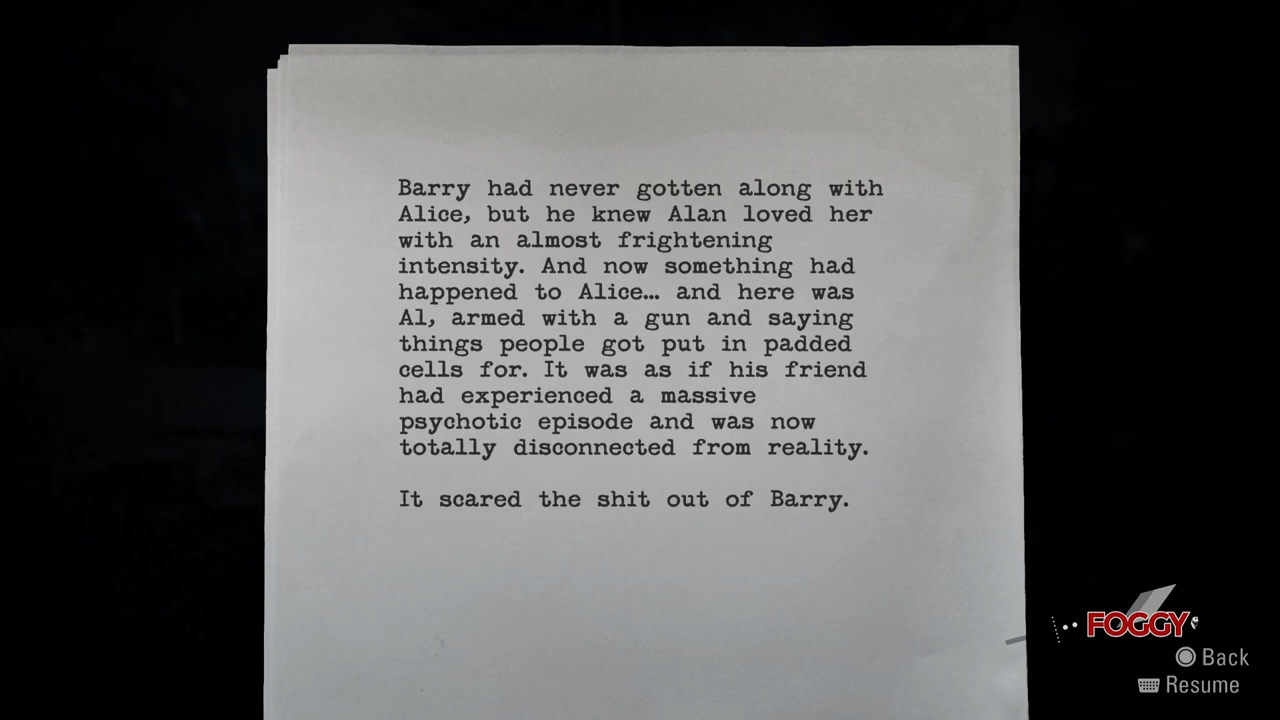 Barry had never gotten along with
Alice, but he knew Alan loved her
with an almost frightening
intensity. And now something had
happened to Alice… and here was
Al, armed with a gun and saying
things people got put in padded
cells for. It was as if his friend
had experienced a massive
psychotic episode and was now
totally disconnected from reality.
It scared the shit out of Barry.
FOGGY
Back
Resume